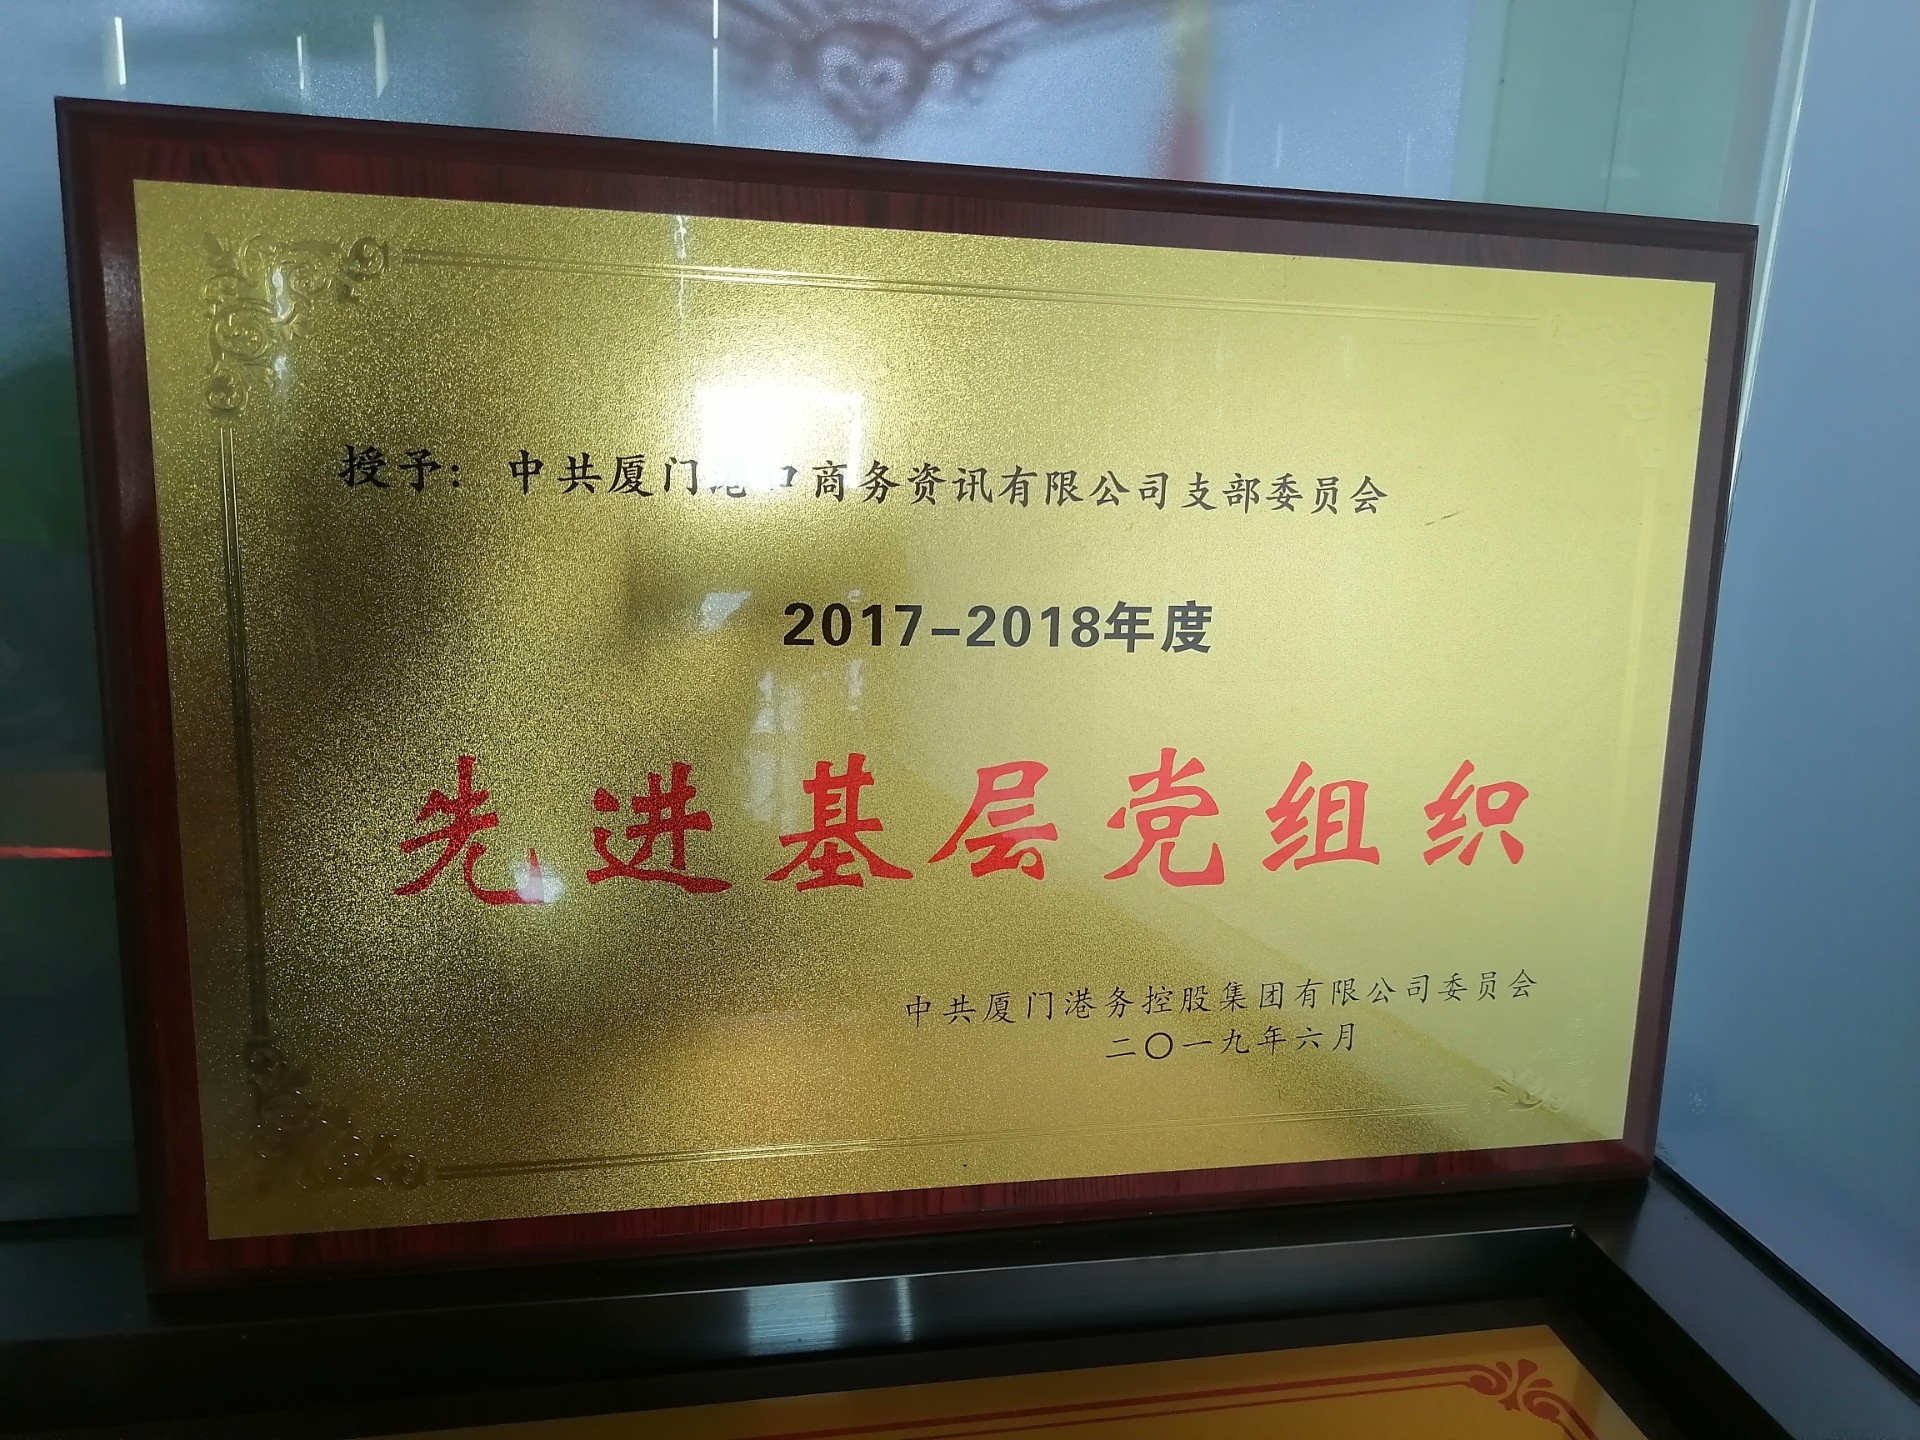 授予：中共厦门港口商务资讯有限公司支部委员会
2017-2018年度
先进基层党组织
中共厦门港务控股集团有限公司委员会
二〇一九年六月